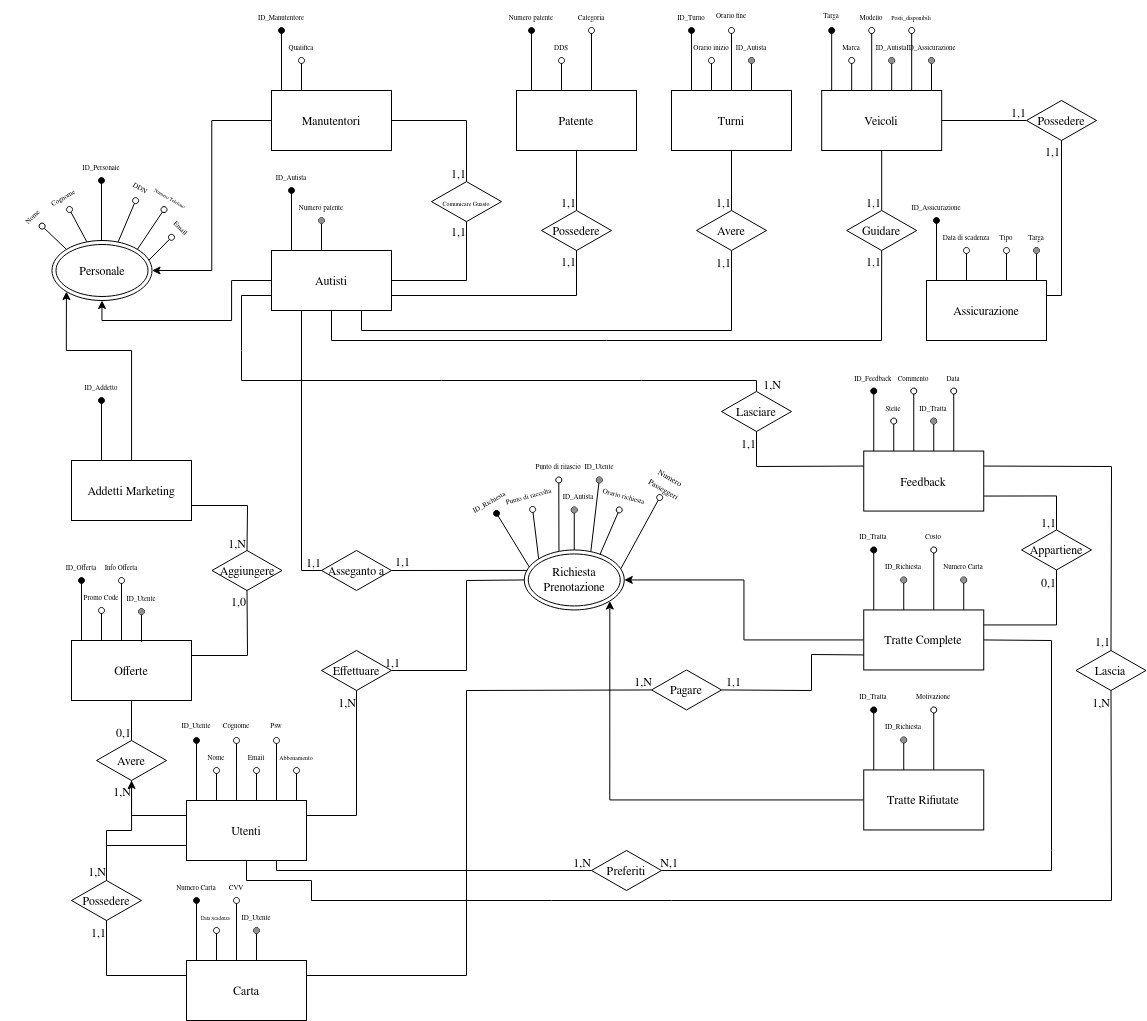 ID_Manutentore
Qualifica
Manutentori
Numero patente
Categoria
DDS
Patente
ID_Turno
Orario fine
Orario inizio
ID_Autista
Turni
Targa
Modello
Posti_disponibili
Marca
ID_Autista
ID_Assicurazione
Veicoli
1,1
Possedere
1,1
ID_Personale
Nome
Cognome
DDN
Numero Telefono
Email
Personale
ID_Autista
Numero patente
Autisti
1,1
Comunicare Guasto
1,1
1,1
Possedere
1,1
1,1
Avere
1,1
1,1
Guidare
1,1
ID_Assicurazione
Data di scadenza
Tipo
Targa
Assicurazione
ID_Addetto
Addetti Marketing
1,N
Lasciare
1,1
ID_Feedback
Commento
Data
Stelle
ID_Tratta
Feedback
1,N
Aggiungere
1,0
1,1
Asseganto a
1,1
ID_Richiesta
Punto di raccolta
Punto di rilascio
ID_Autista
ID_Utente
Orario richiesta
Numero
Passeggeri
Richiesta
Prenotazione
1,1
Appartiene
0,1
ID_Tratta
Costo
ID_Richiesta
Numero Carta
Tratte Complete
ID_Offerta
Info Offerta
Promo Code
ID_Utente
Offerte
Effettuare
1,1
1,N
1,N
Pagare
1,1
1,1
Lascia
1,N
ID_Tratta
Motivazione
ID_Richiesta
Tratte Rifiutate
0,1
Avere
1,N
ID_Utente
Cognome
Psw
Nome
Email
Abbonamento
Utenti
1,N
Preferiti
N,1
1,N
Possedere
1,1
Numero Carta
CVV
Data Scadenza
ID_Utente
Carta